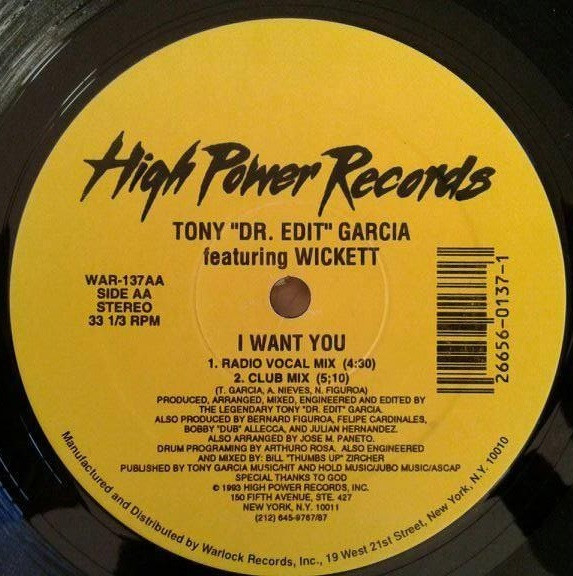 High Power Records
TONY "DR. EDIT" GARCIA
featuring WICKETT
WAR-137AA
SIDE AA
STEREO
33 1/3 RPM
26656-0137-1
I WANT YOU
1. RADIO VOCAL MIX (4:30)
2. CLUB MIX (5;10)
(T. GARCIA, A. NIEVES, N. FIGUROA)
PRODUCED, ARRANGED, MIXED, ENGINEERED AND EDITED BY
THE LEGENDARY TONY "DR. EDIT" GARCIA.
ALSO PRODUCED BY BERNARD FIGUROA, FELIPE CARDINALES,
BOBBY "DUB" ALLECCA, AND JULIAN HERNANDEZ.
ALSO ARRANGED BY JOSE M. PANETO.
DRUM PROGRAMING BY ARTHURO ROSA. ALSO ENGINEERED
AND MIXED BY: BILL "THUMBS UP" ZIRCHER
PUBLISHED BY TONY GARCIA MUSIC/HIT AND HOLD MUSIC/JUBO MUSIC/ASCAP
SPECIAL THANKS TO GOD
© 1993 HIGH POWER RECORDS, INC.
150 FIFTH AVENUE, STE. 427
NEW YORK, N.Y. 10011
(212) 645-9767/87
Manufactured and Distributed by Warlock Records, Inc., 19 West 21st Street, New York, N.Y. 10010